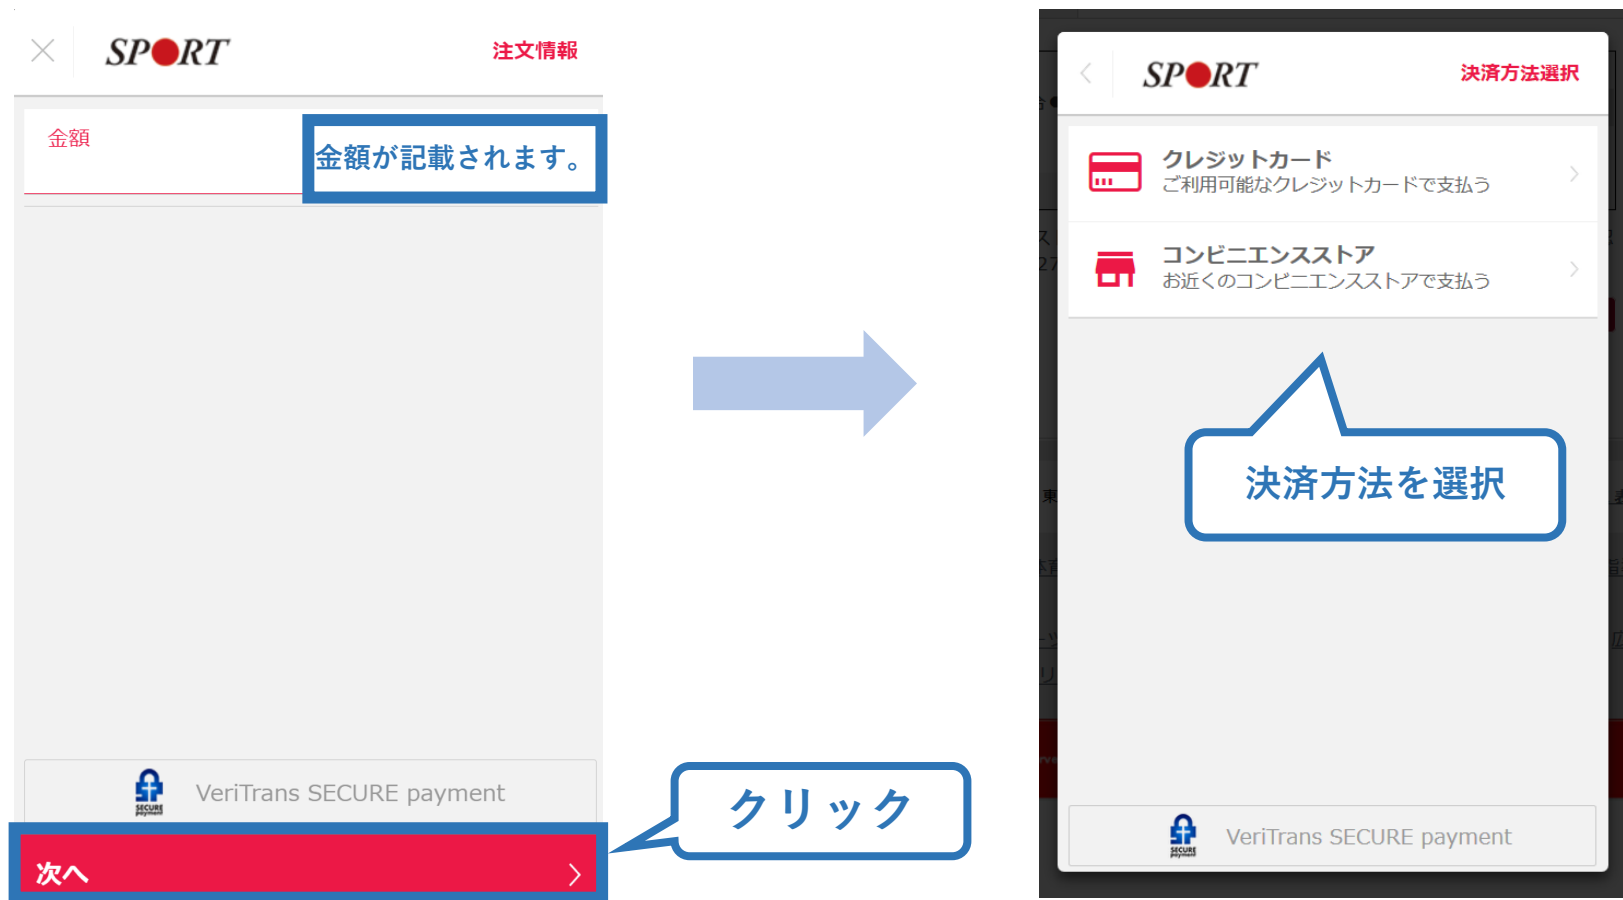 SPORT
注文情報
金額
金額が記載されます。
VeriTrans SECURE payment
SECURE
payment
次へ
クリック
SPORT
決済方法選択
クレジットカード
ご利用可能なクレジットカードで支払う
コンビニエンスストア
お近くのコンビニエンスストアで支払う
決済方法を選択
VeriTrans SECURE payment
SECURE
payment